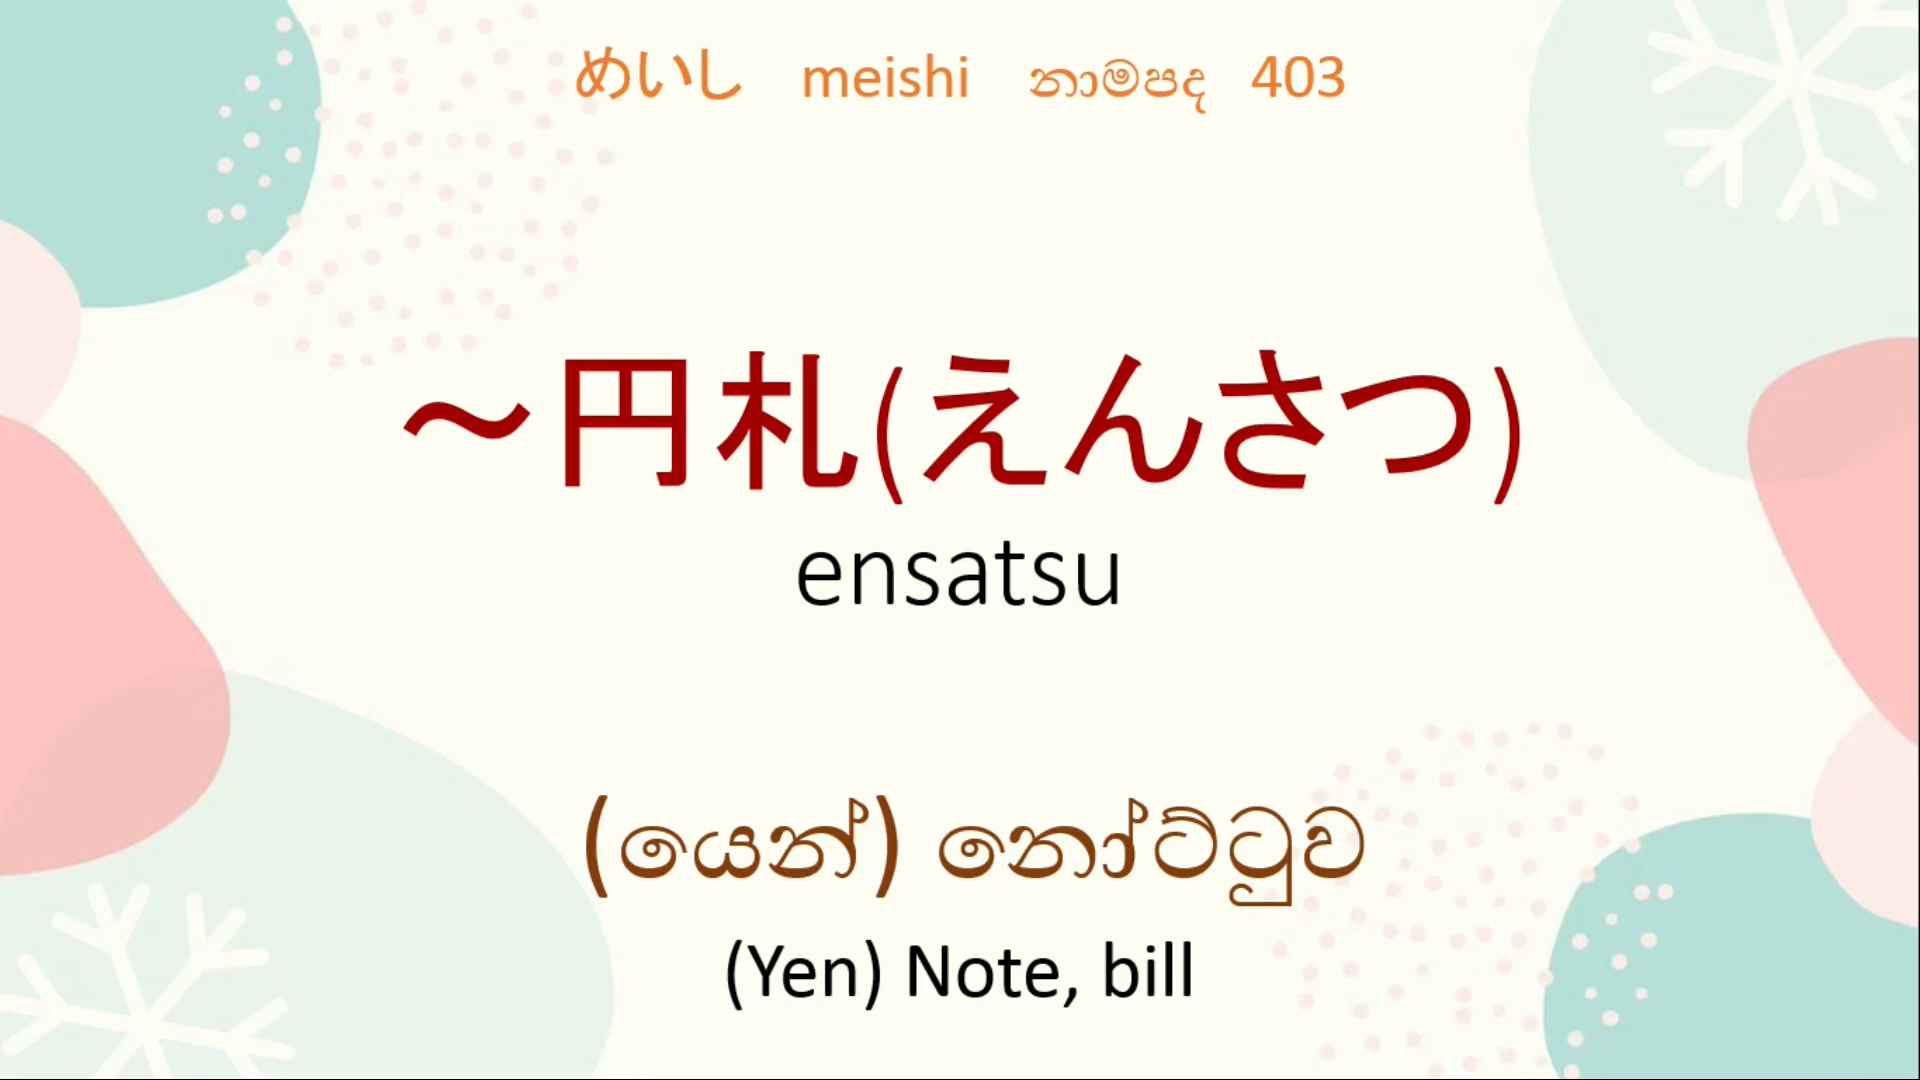 めいし meishi නාමපද 403
～円札(えんさつ)
ensatsu
(යෙන්) නෝට්ටුව
(Yen) Note, bill